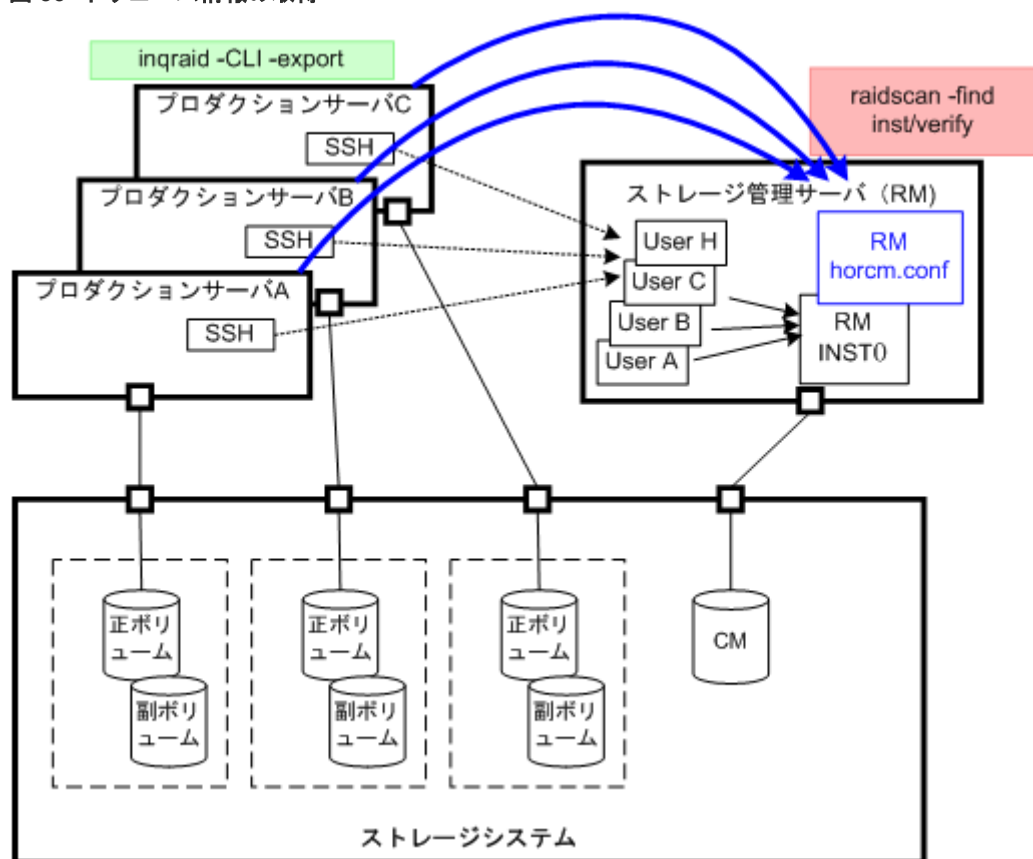 inqraid -CLI -export
raidscan -find
inst/verify
プロダクションサーバC
SSH
プロダクションサーバB
SSH
プロダクションサーバA
SSH
ストレージ管理サーバ（RM)
User H
User C
User B
User A
RM
horcm.conf
RM
INST0
正ボリ
ューム
副ボリ
ューム
正ボリ
ューム
副ボリ
ューム
正ボリ
ューム
副ボリ
ューム
CM
ストレージシステム